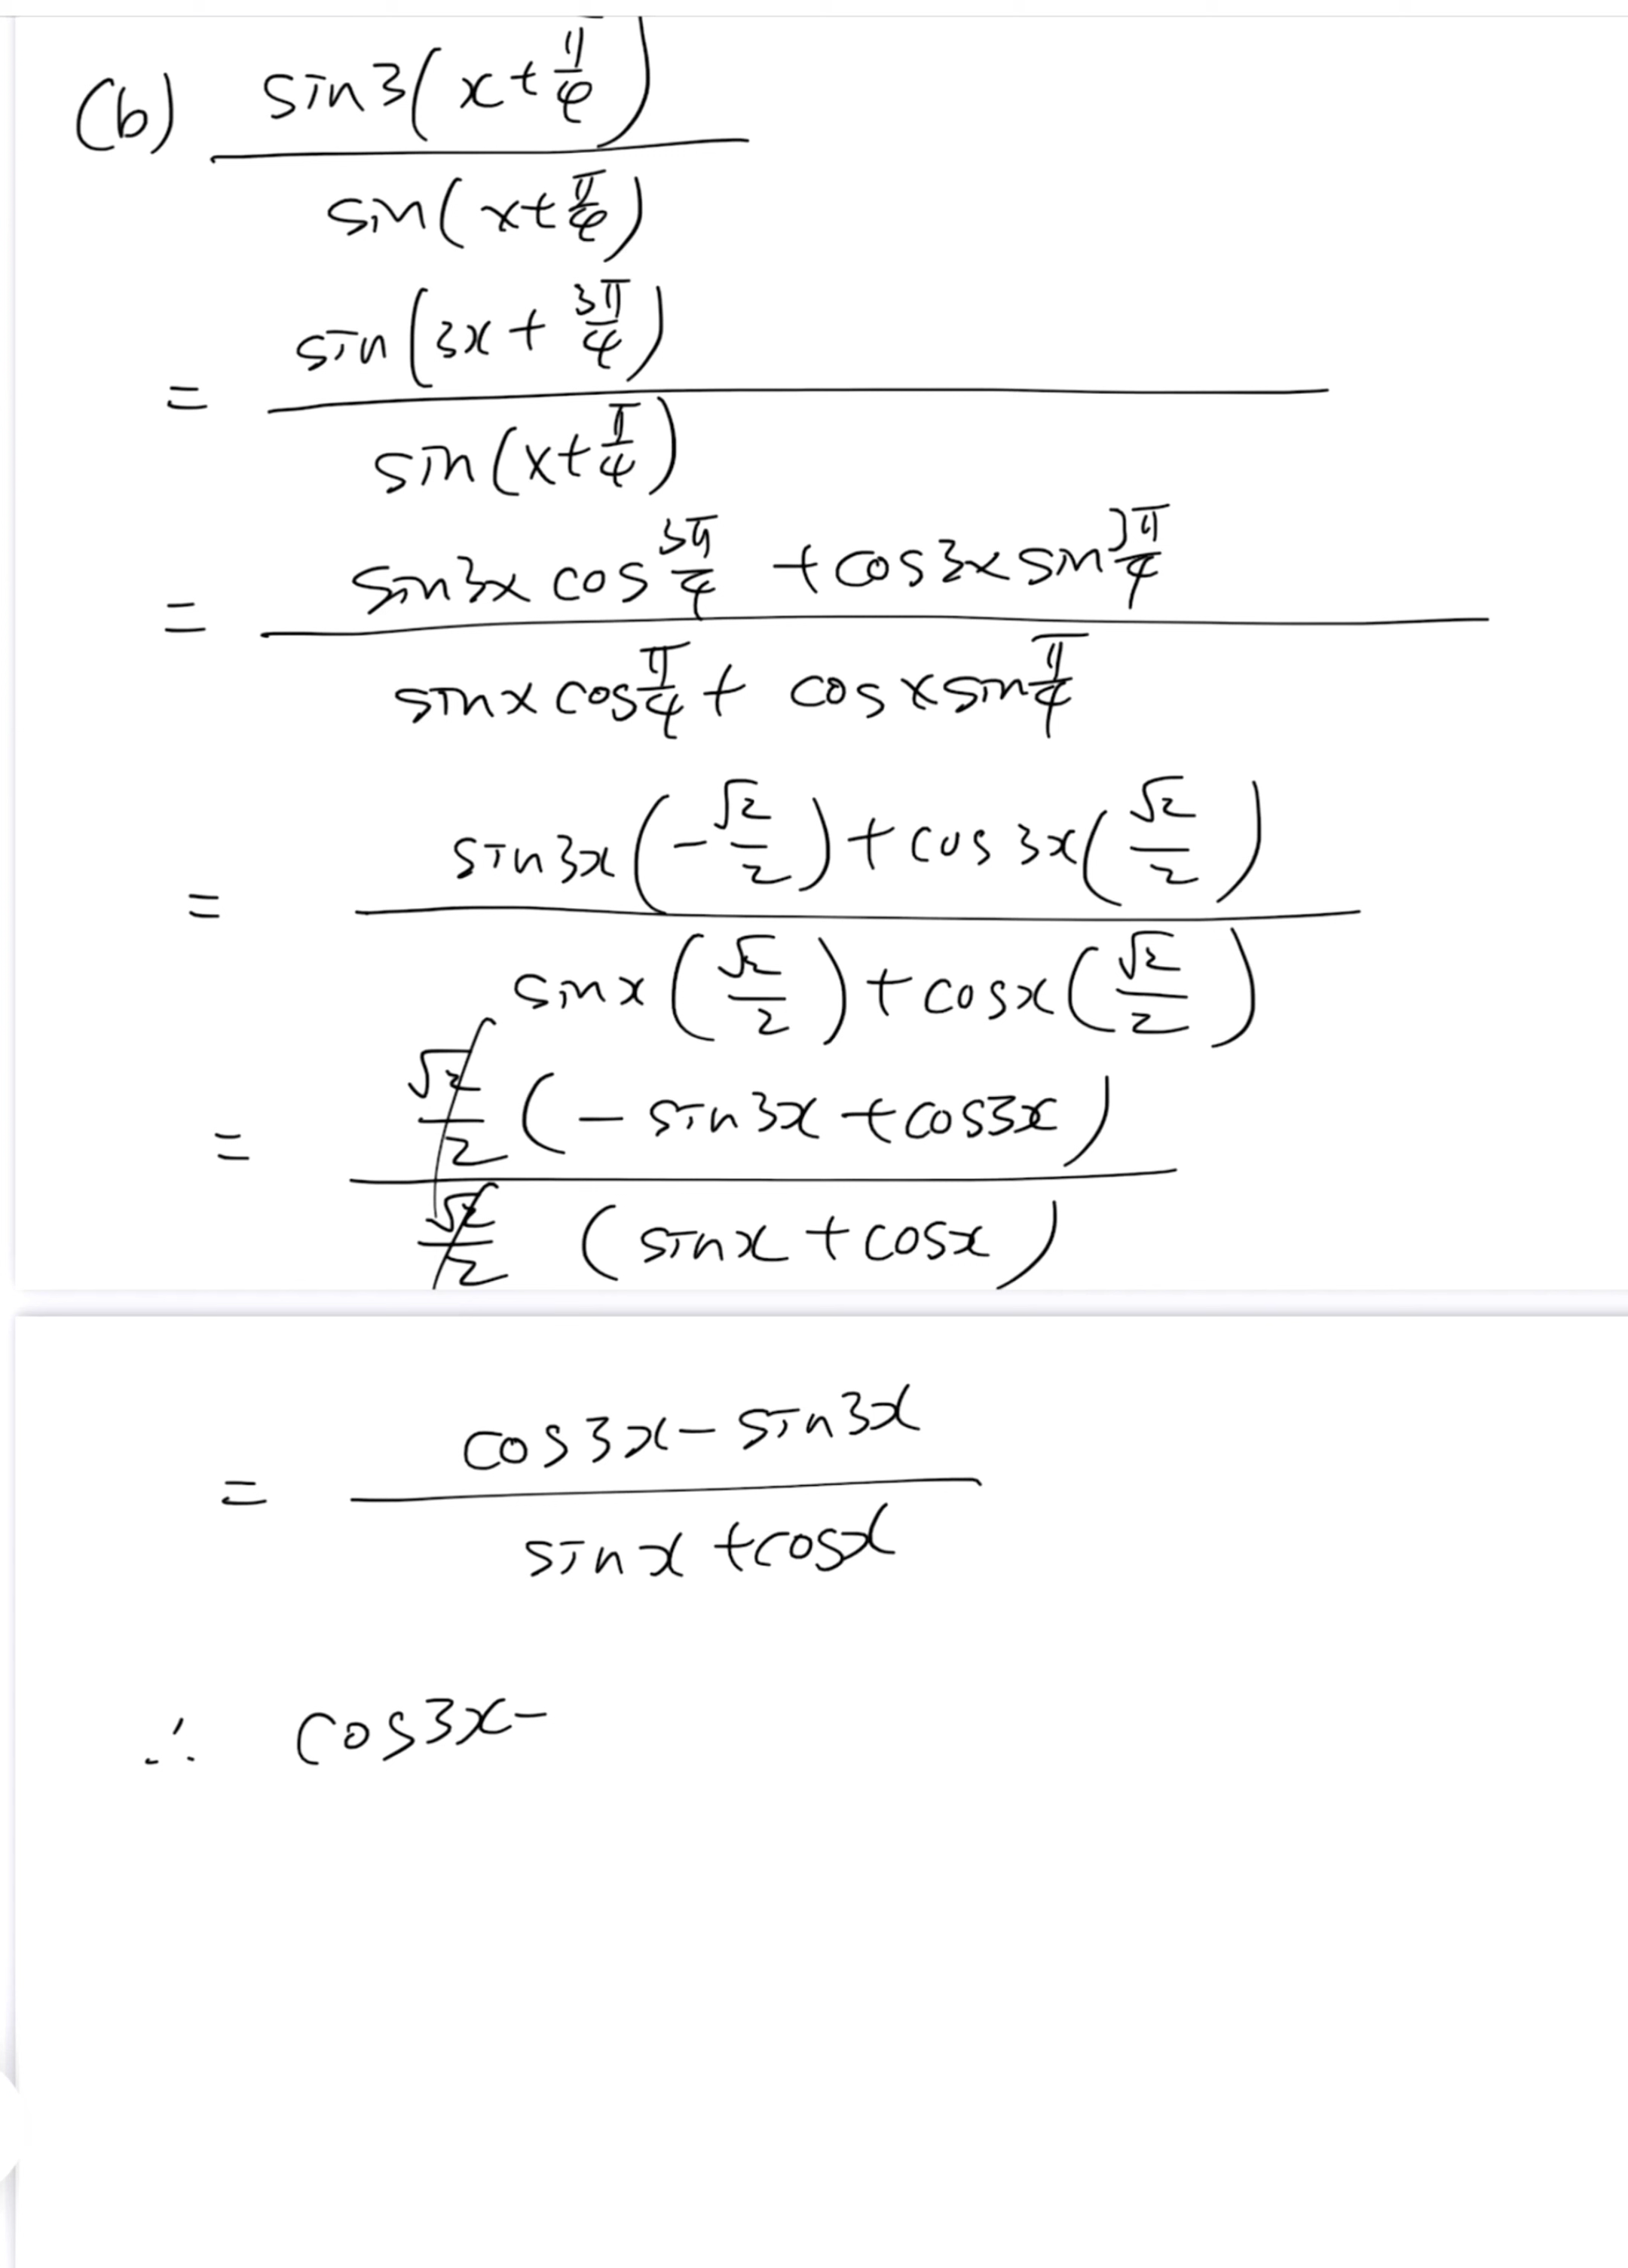 (b) sin3(x+π/4)
/ sin(x+π/4)
= sin(3x+3π/4) / sin(x+π/4)
= (sin3x cos 3π/4 + cos3x sin 3π/4) / (sinx cos π/4 + cosx sin π/4)
= (sin3x(-√2/2) + cos3x(√2/2)) / (sinx(√2/2) + cosx(√2/2))
= √2/2 (-sin3x + cos3x) / √2/2 (sinx + cosx)
= (cos3x - sin3x) / (sinx + cosx)
∴ cos3x-